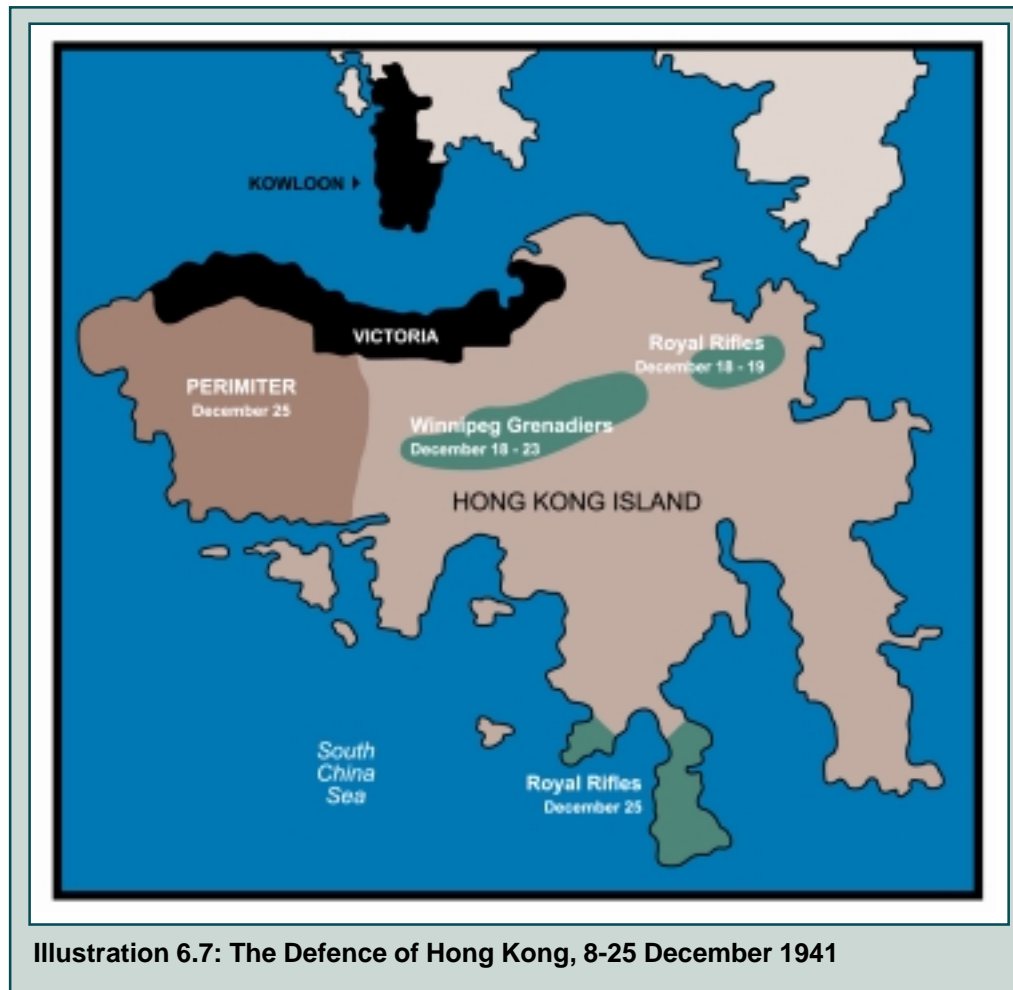 KOWLOON
VICTORIA
Royal Rifles
December 18 - 19
PERIMITER
December 25
Winnipeg Grenadiers
December 18 - 23
HONG KONG ISLAND
South
China
Sea
Royal Rifles
December 25
Illustration 6.7: The Defence of Hong Kong, 8-25 December 1941